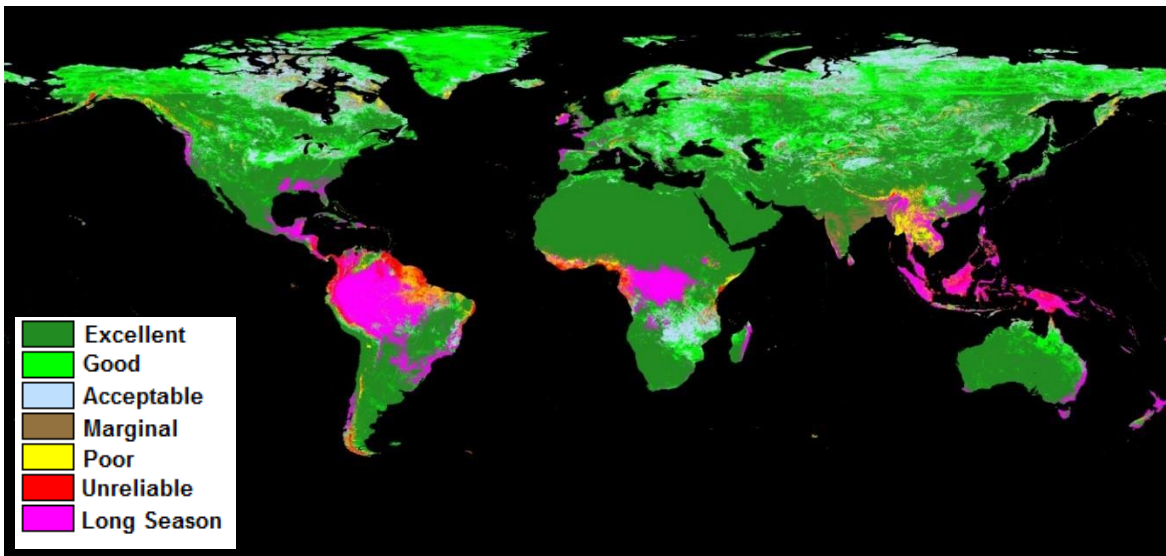 Excellent
Good
Acceptable
Marginal
Poor
Unreliable
Long Season